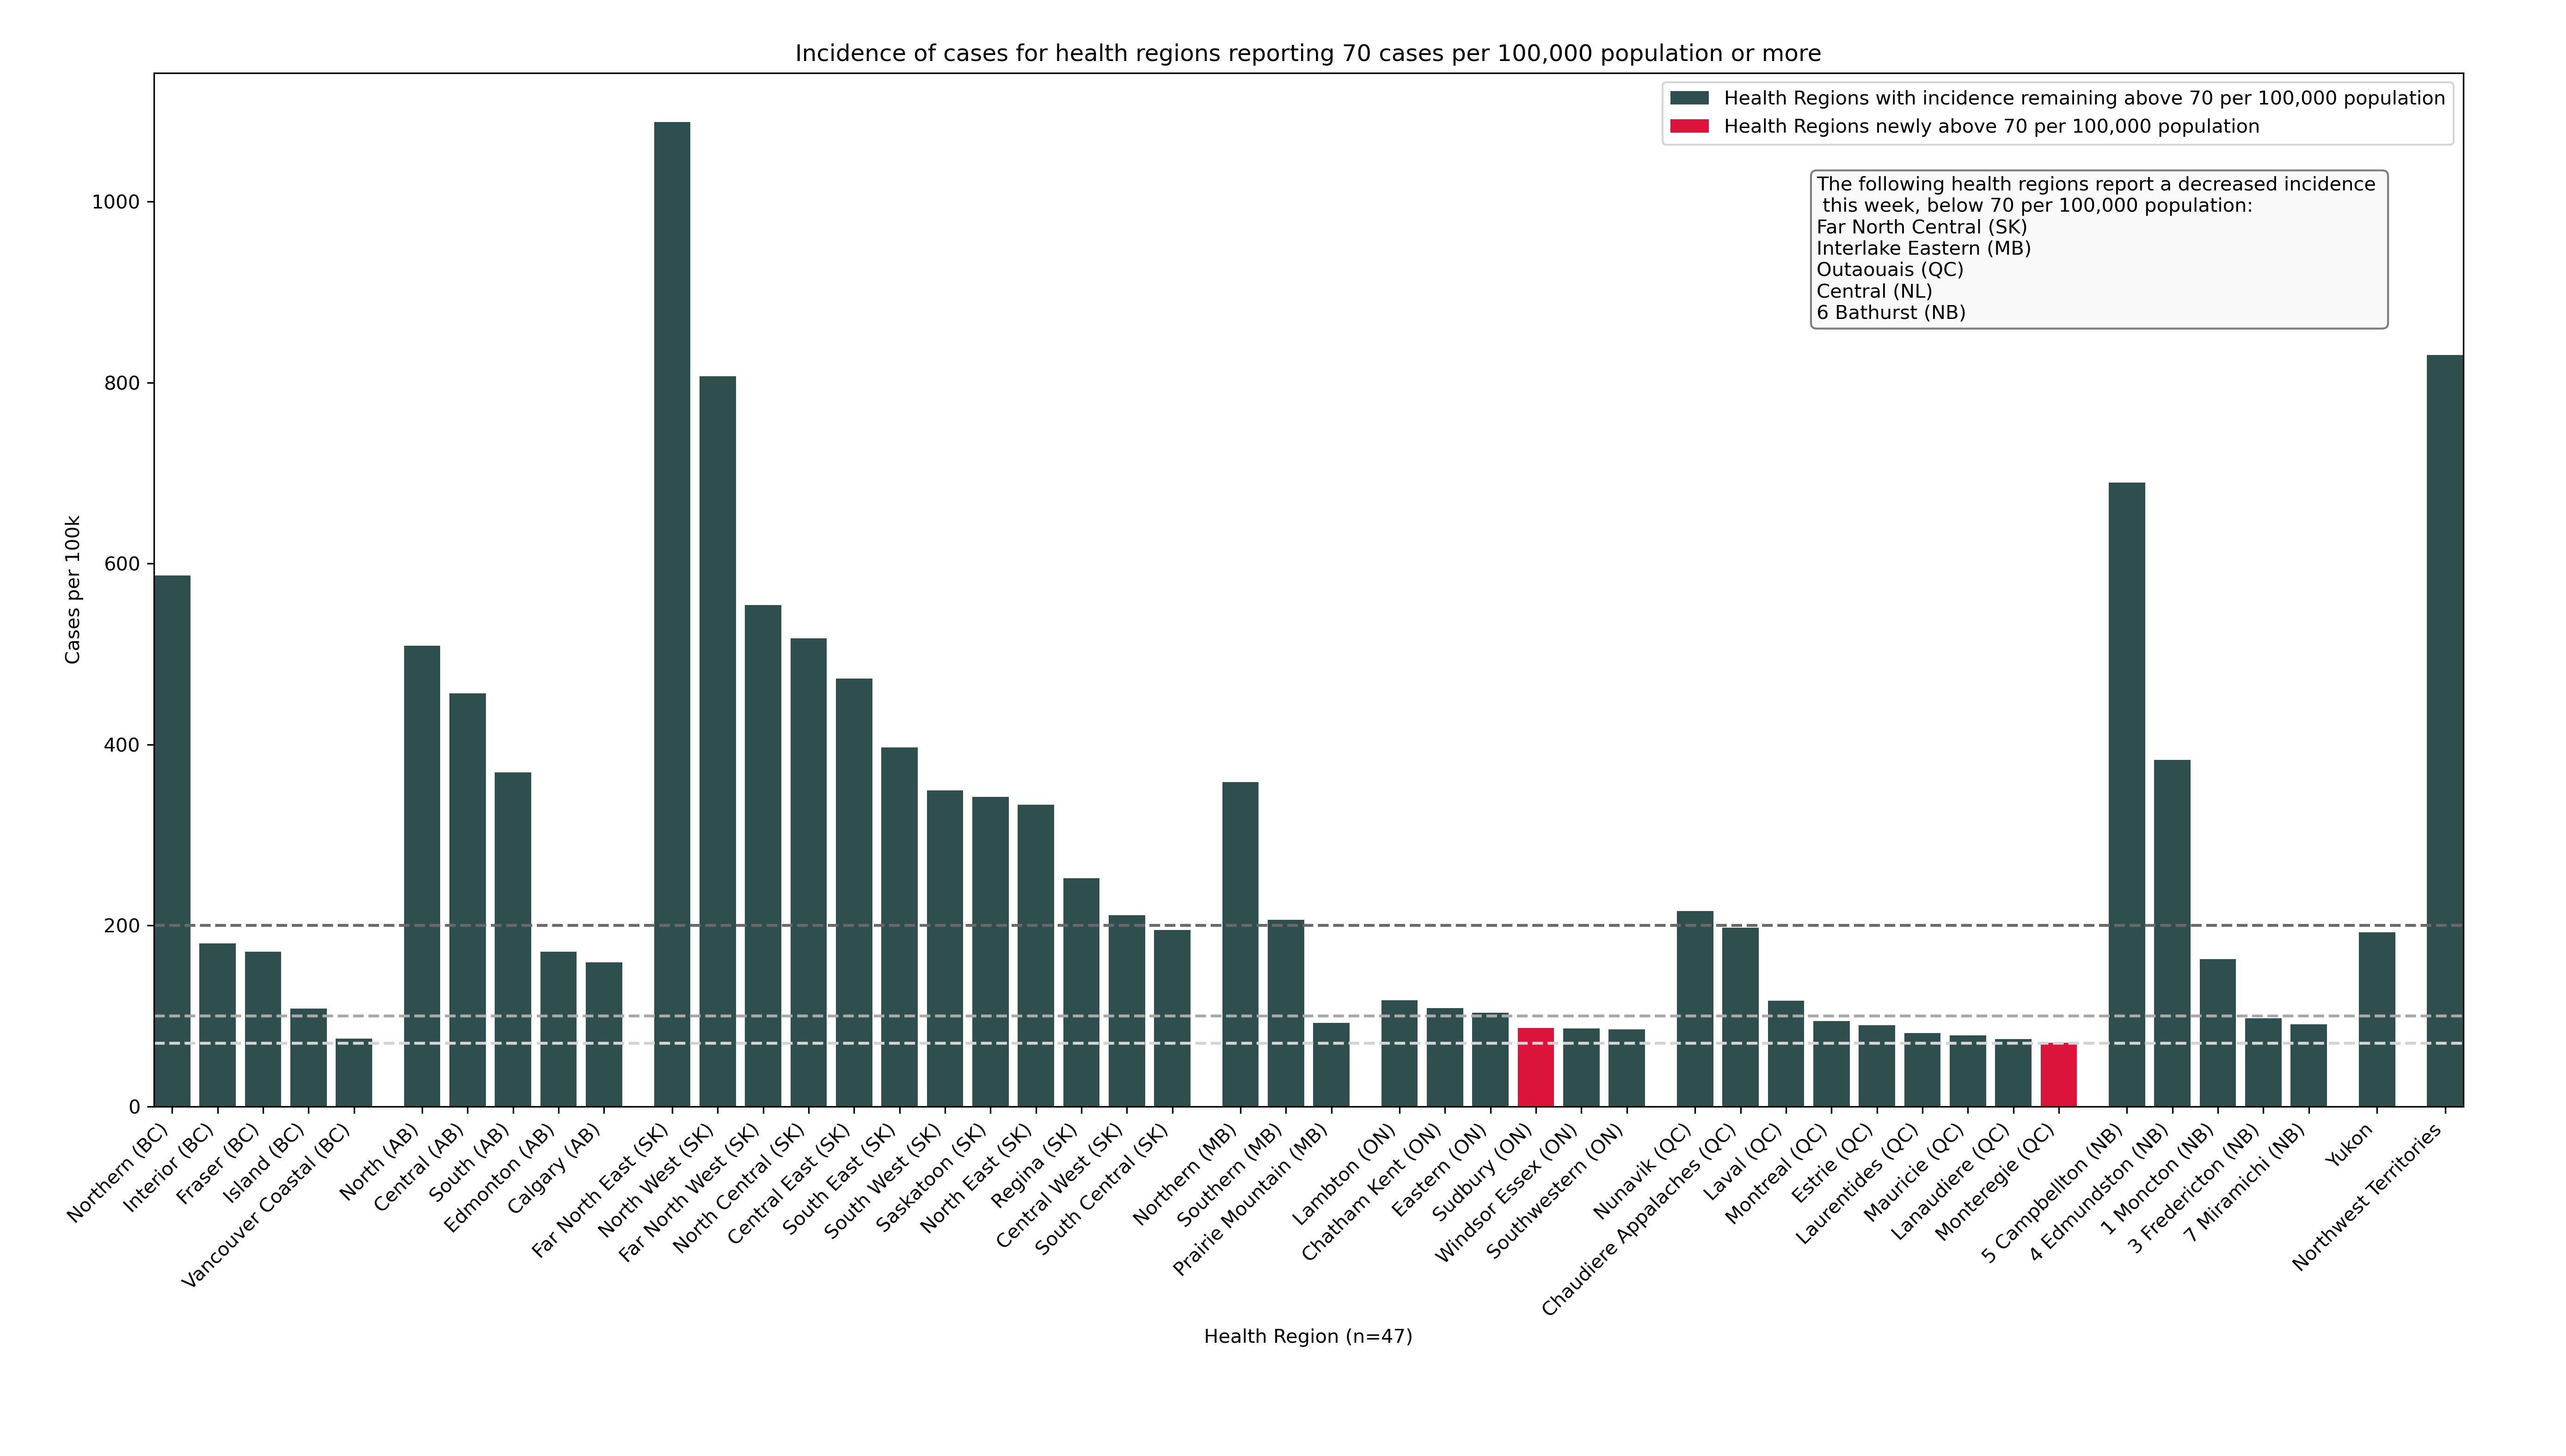 Incidence of cases for health regions reporting 70 cases per 100,000 population or more
Health Regions with incidence remaining above 70 per 100,000 population
Health Regions newly above 70 per 100,000 population
The following health regions report a decreased incidence
this week, below 70 per 100,000 population:
Far North Central (SK)
Interlake Eastern (MB)
Outaouais (QC)
Central (NL)
6 Bathurst (NB)
Cases per 100k
1000
800
600
400
200
0
Northern (BC)
Interior (BC)
Fraser (BC)
Island (BC)
Vancouver Coastal (BC)
North (AB)
Central (AB)
South (AB)
Edmonton (AB)
Calgary (AB)
Far North East (SK)
North West (SK)
Far North West (SK)
North Central (SK)
Central East (SK)
South East (SK)
South West (SK)
Saskatoon (SK)
North East (SK)
Regina (SK)
Central West (SK)
South Central (SK)
Northern (MB)
Southern (MB)
Prairie Mountain (MB)
Lambton (ON)
Chatham Kent (ON)
Eastern (ON)
Sudbury (ON)
Windsor Essex (ON)
Southwestern (ON)
Nunavik (QC)
Chaudiere Appalaches (QC)
Laval (QC)
Montreal (QC)
Estrie (QC)
Laurentides (QC)
Mauricie (QC)
Lanaudiere (QC)
Monteregie (QC)
5 Campbellton (NB)
4 Edmundston (NB)
1 Moncton (NB)
3 Fredericton (NB)
7 Miramichi (NB)
Yukon
Northwest Territories
Health Region (n=47)